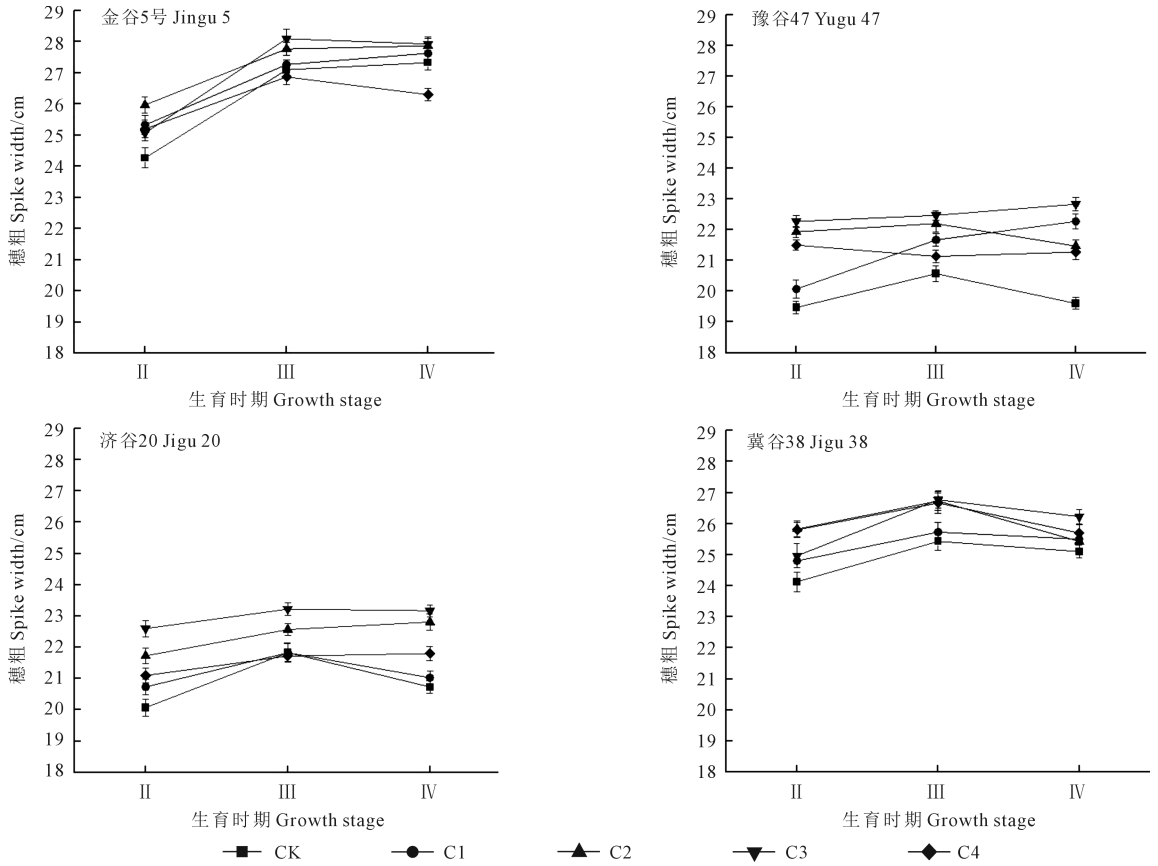 金谷5号 Jingu 5
29
28
27
26
25
24
23
22
21
20
19
18
穗粗 Spike width/cm
II III IV
生育时期 Growth stage
豫谷47 Yugu 47
29
28
27
26
25
24
23
22
21
20
19
18
穗粗 Spike width/cm
II III IV
生育时期 Growth stage
济谷20 Jigu 20
29
28
27
26
25
24
23
22
21
20
19
18
穗粗 Spike width/cm
II III IV
生育时期 Growth stage
冀谷38 Jigu 38
29
28
27
26
25
24
23
22
21
20
19
18
穗粗 Spike width/cm
II III IV
生育时期 Growth stage
CK C1 C2 C3 C4